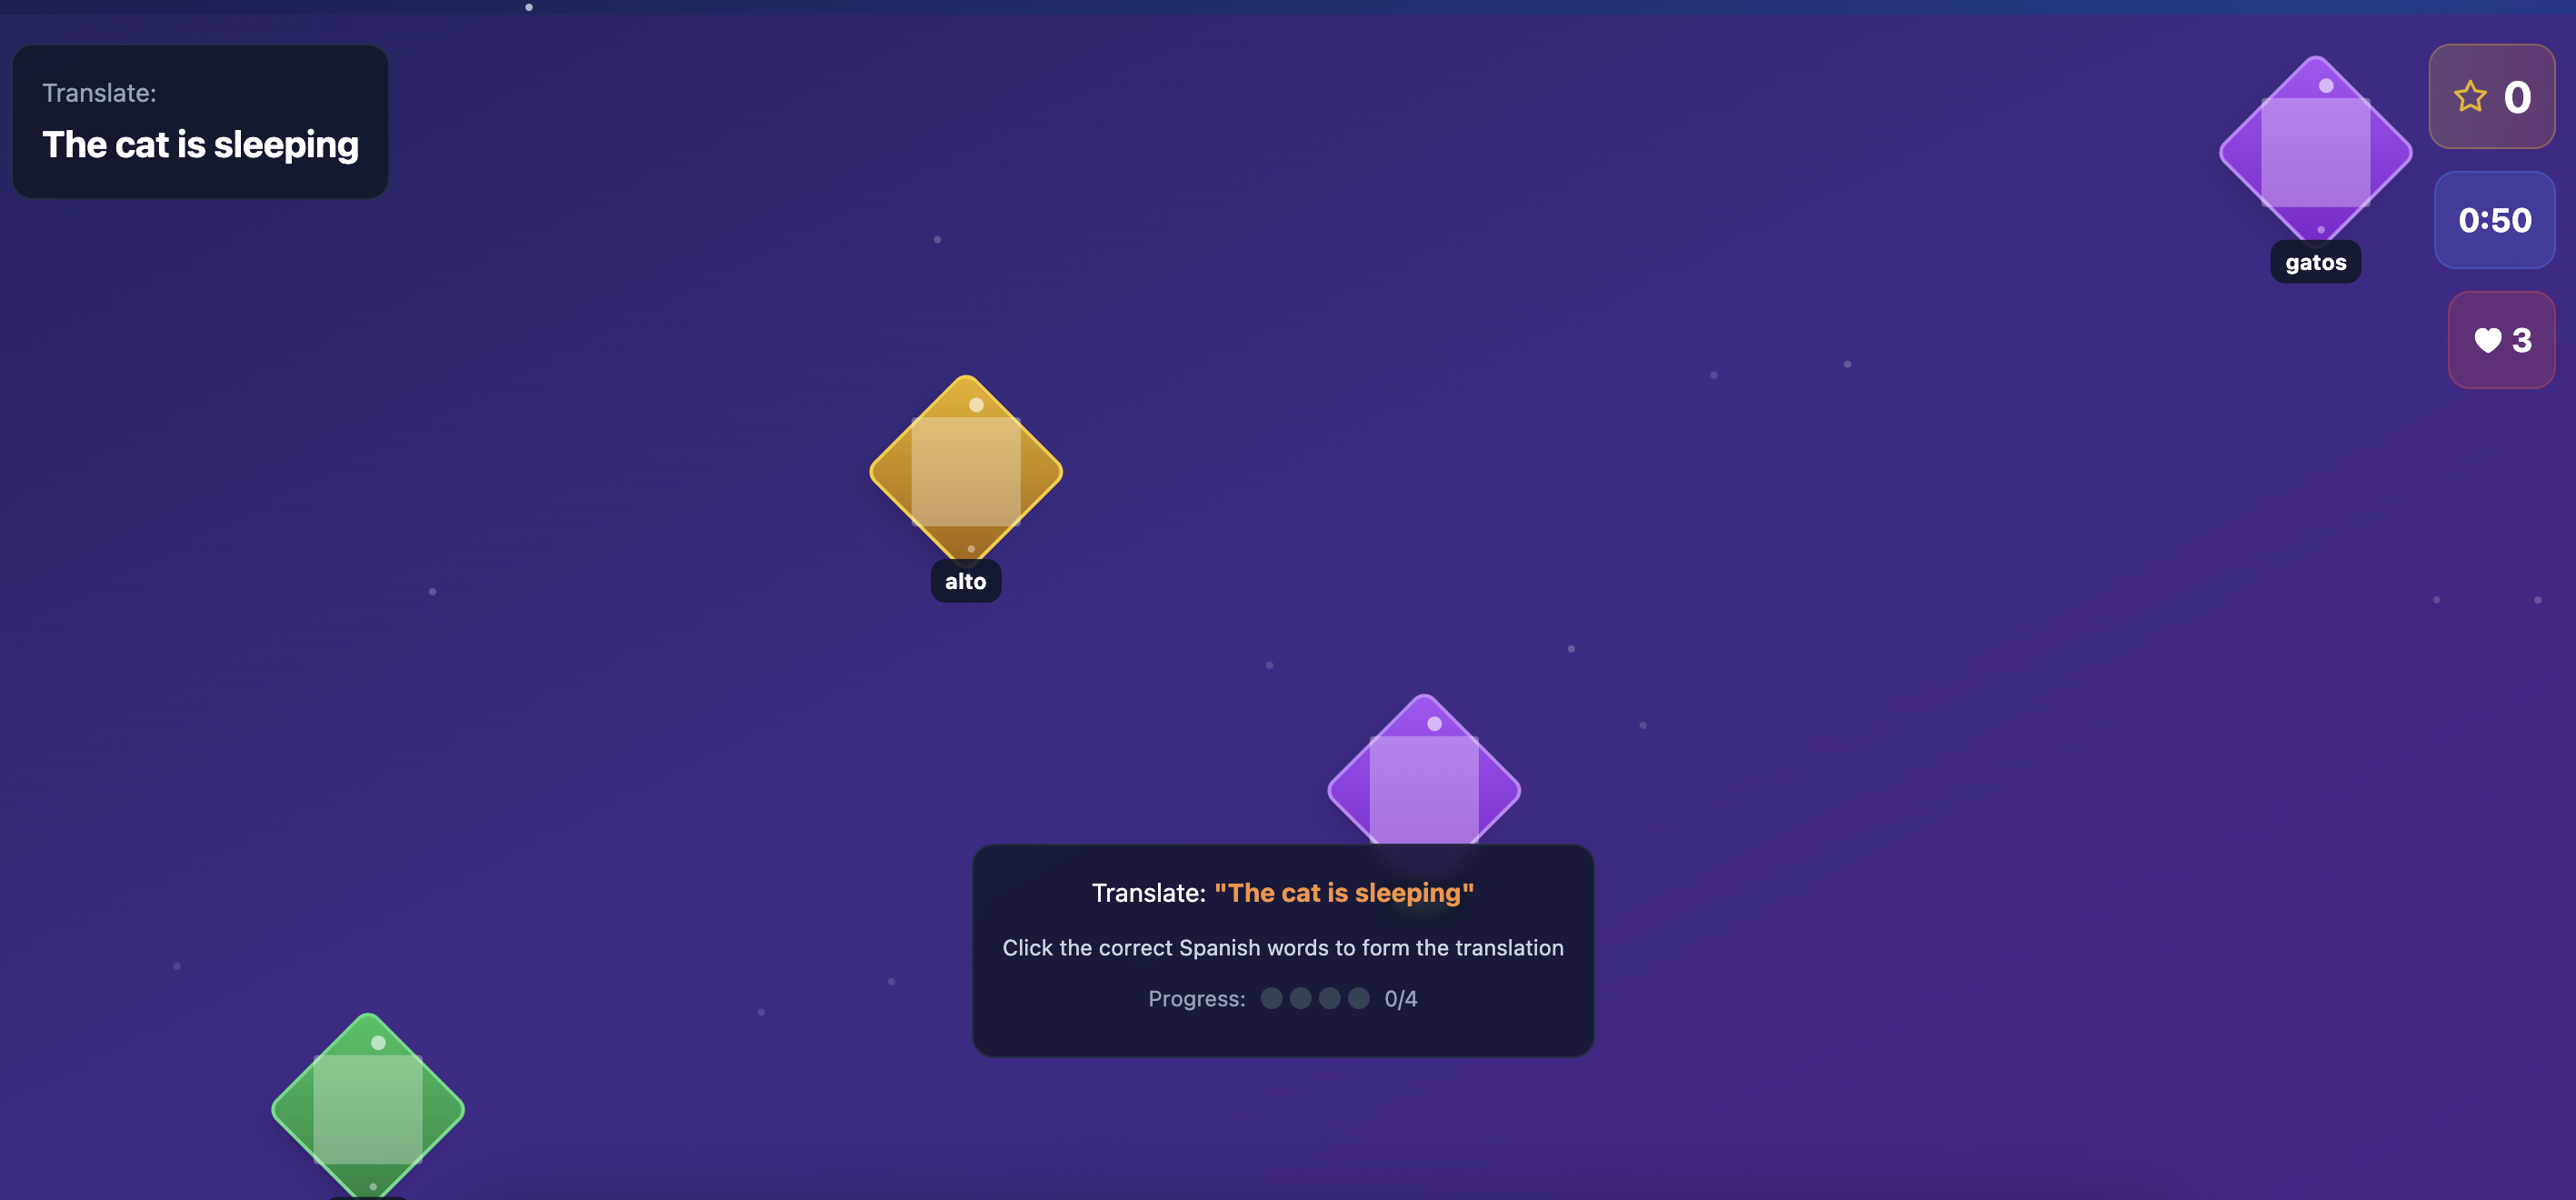 Translate:
The cat is sleeping
0
0:50
gatos
3
alto
Translate: "The cat is sleeping"
Click the correct Spanish words to form the translation
Progress: 0/4